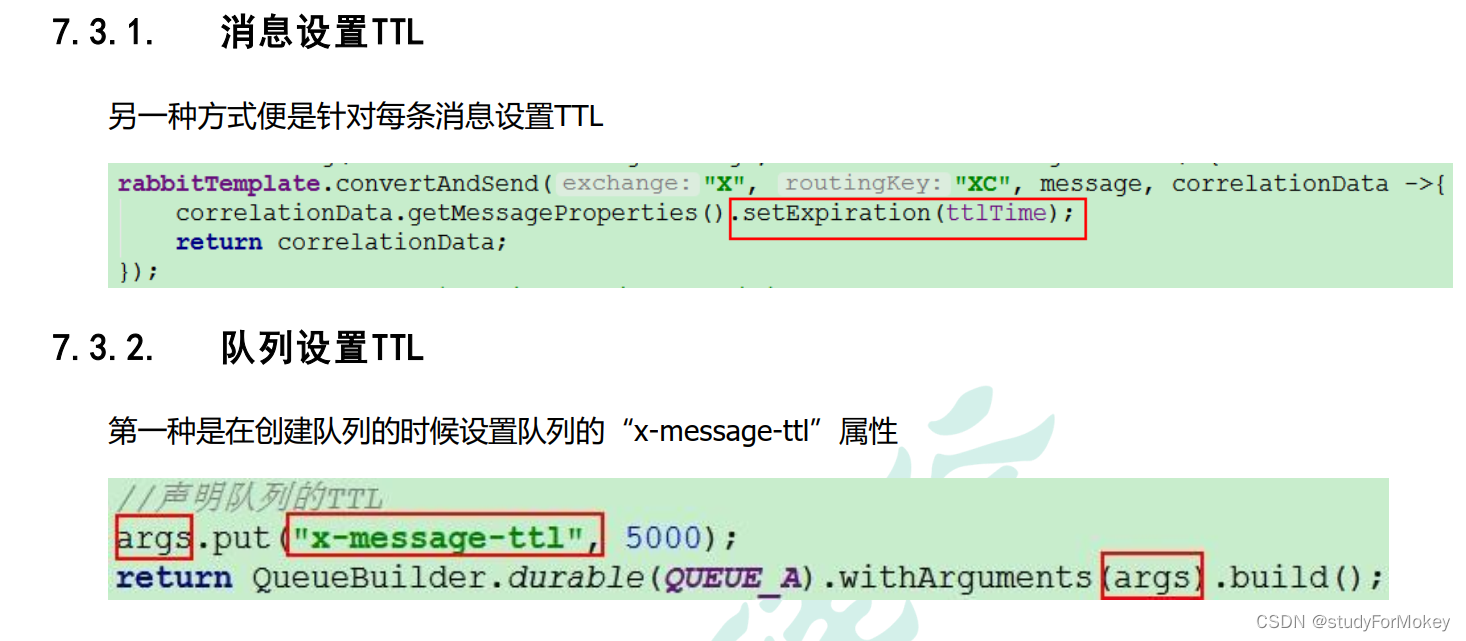 7.3.1. 消息设置TTL
另一种方式便是针对每条消息设置TTL
rabbitTemplate.convertAndSend( exchange: "X", routingKey: "XC", message, correlationData ->{
correlationData.getMessageProperties().setExpiration(ttlTime);
return correlationData;
});
7.3.2. 队列设置TTL
第一种是在创建队列的时候设置队列的“x-message-ttl”属性
//声明队列的TTL
args.put("x-message-ttl", 5000);
return QueueBuilder.durable(QUEUE_A).withArguments(args).build();
CSDN @studyForMokey